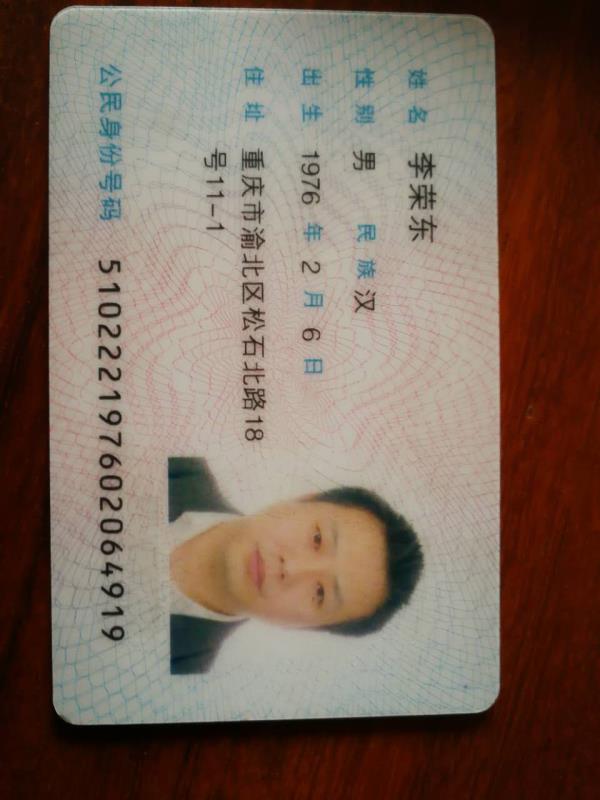 姓名 李荣东
性别 男 民族 汉
出生 1976 年 2 月 6 日
住址 重庆市渝北区松石北路18
号11-1
公民身份号码 510222197602064919